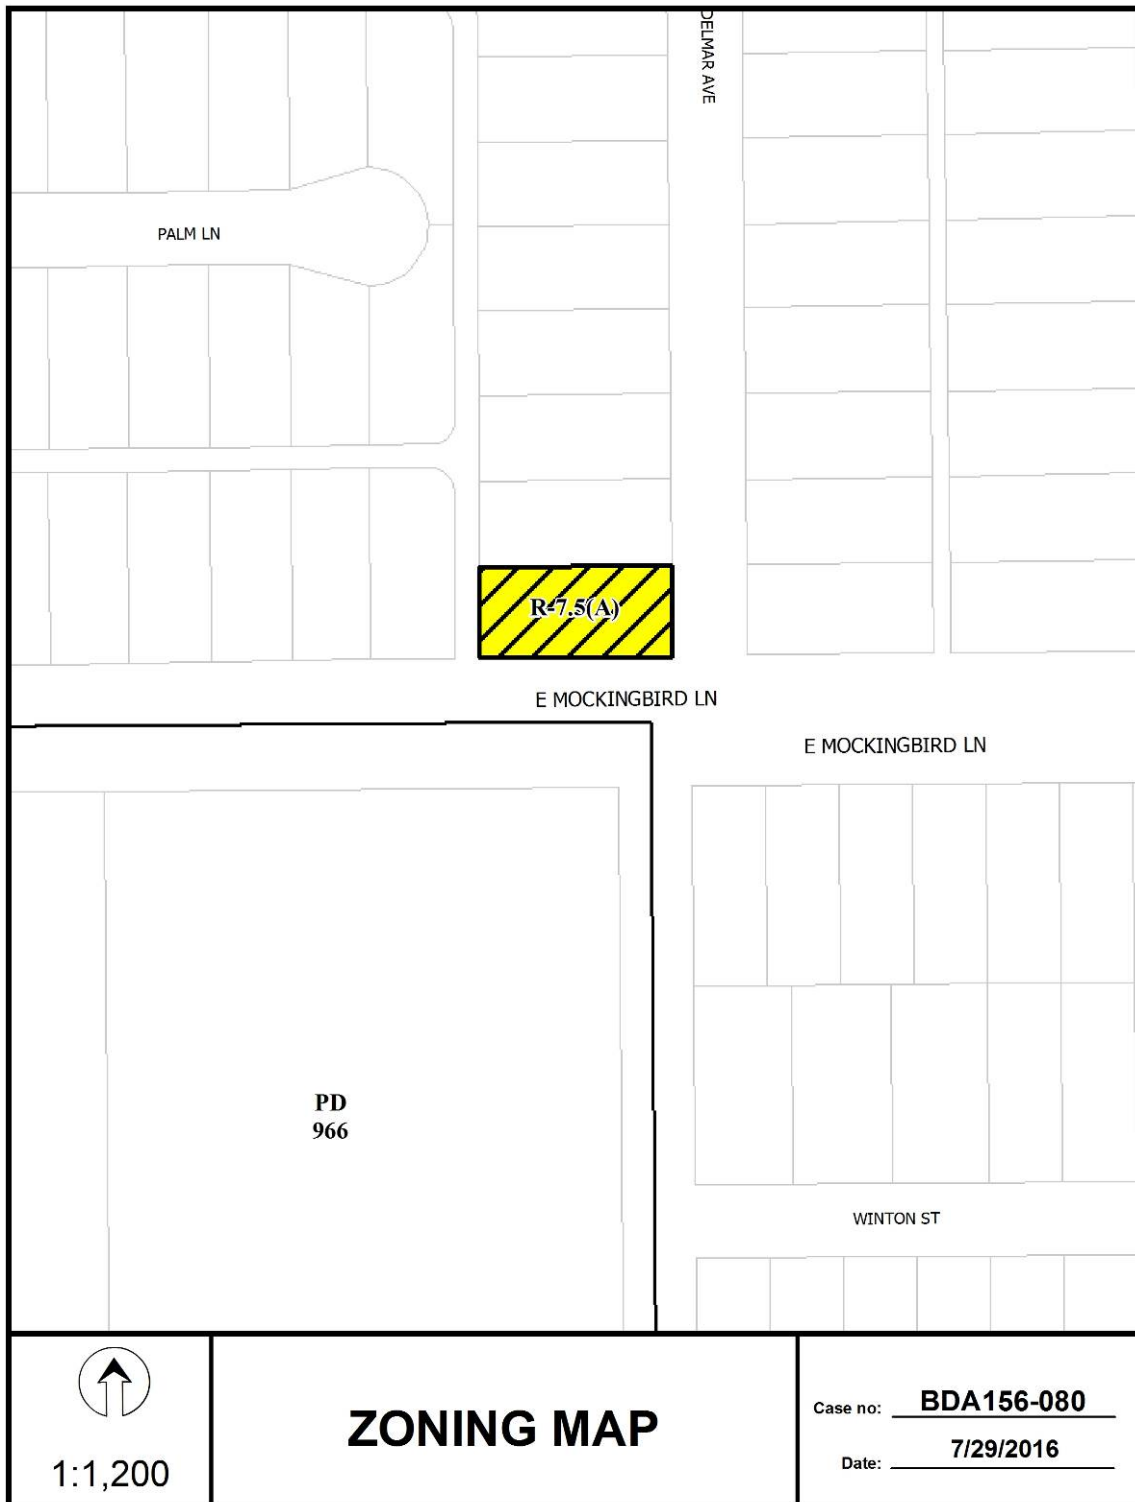 DELMAR AVE
PALM LN
R-7.5(A)
E MOCKINGBIRD LN
E MOCKINGBIRD LN
PD
966
WINTON ST
1:1,200
ZONING MAP
Case no: BDA156-080
Date: 7/29/2016